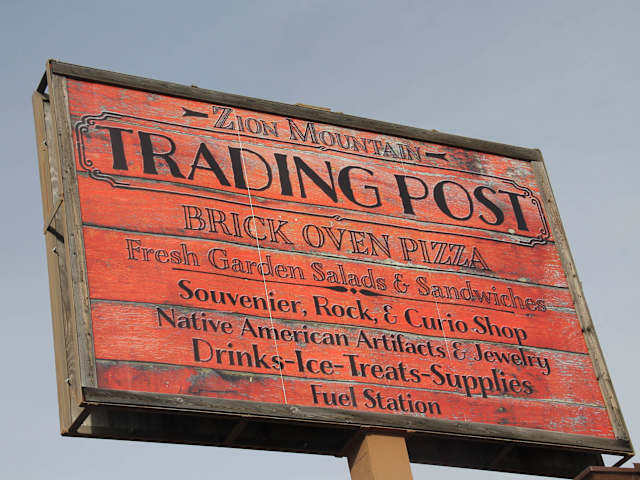 Zion Mountain
TRADING POST
BRICK OVEN PIZZA
Fresh Garden Salads & Sandwiches
Souvenier, Rock, & Curio Shop
Native American Artifacts & Jewelry
Drinks-Ice-Treats-Supplies
Fuel Station